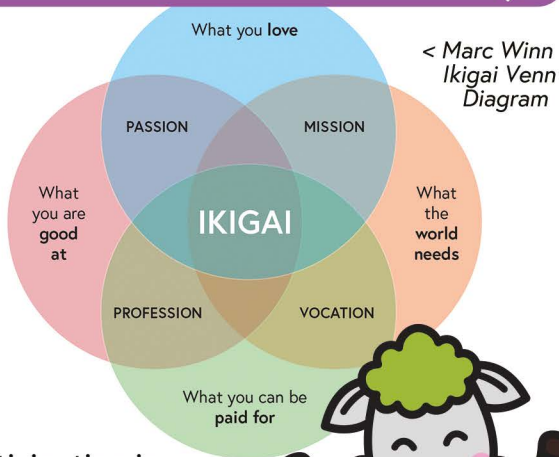 What you love
< Marc Winn
Ikigai Venn
Diagram
PASSION
MISSION
What
you are
good
at
IKIGAI
What
the
world
needs
PROFESSION
VOCATION
What you can be
paid for